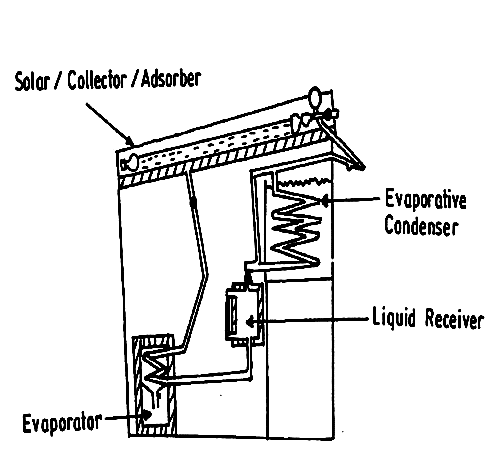 Solar / Collector / Adsorber
Evaporative
Condenser
Liquid Receiver
Evaporator